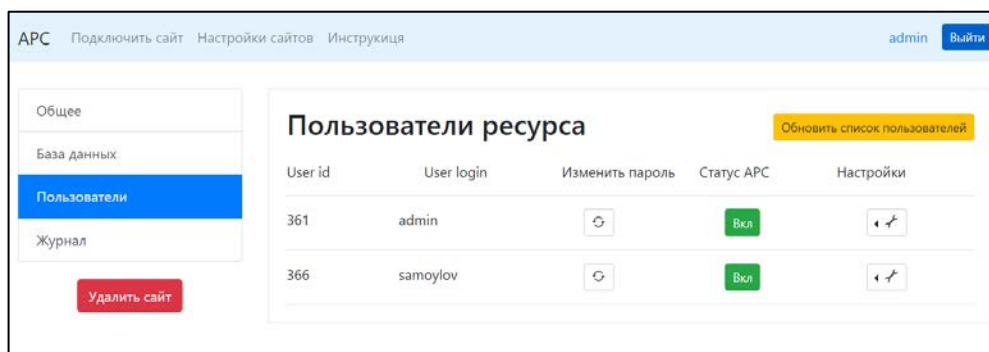 АРС Подключить сайт Настройки сайтов Инструкиця admin Выйти
Общее
База данных
Пользователи
Журнал
Удалить сайт
Пользователи ресурса Обновить список пользователей
User id User login Изменить пароль Статус АРС Настройки
361 admin Вкл
366 samoylov Вкл